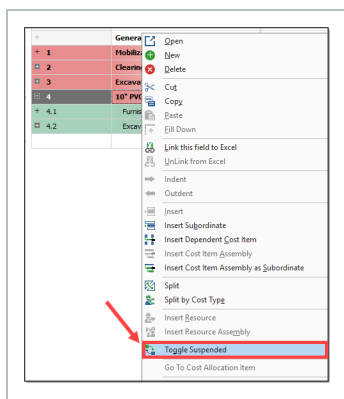 Genera
1 Mobiliz
2 Clearin
3 Excava
4 10" PVC
4.1 Furnis
4.2 Excav
Open
New
Delete
Cut
Copy
Paste
Fill Down
Link this field to Excel
UnLink from Excel
Indent
Outdent
Insert
Insert Subordinate
Insert Dependent Cost Item
Insert Cost Item Assembly
Insert Cost Item Assembly as Subordinate
Split
Split by Cost Type
Insert Resource
Insert Resource Assembly
Toggle Suspended
Go To Cost Allocation Item